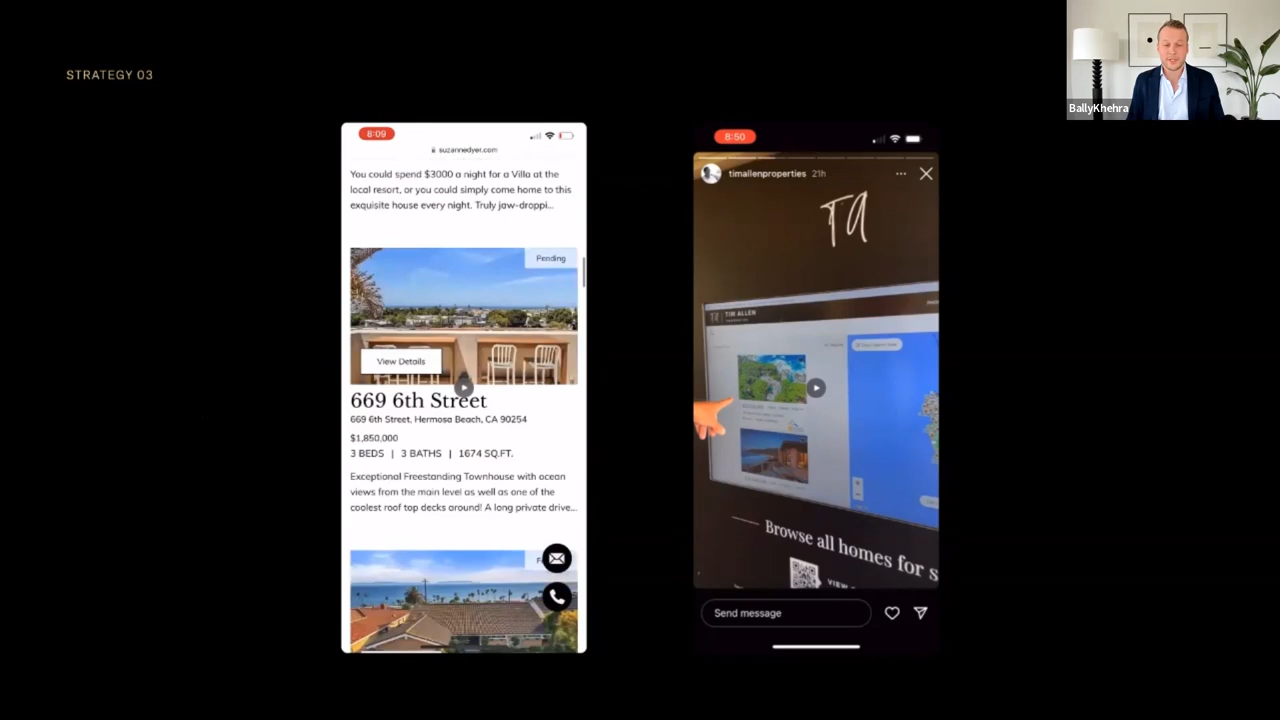 STRATEGY 03
BallyKhehra
8:09
suzannedyer.com
You could spend $3000 a night for a Villa at the
local resort, or you could simply come home to this
exquisite house every night. Truly jaw-droppi...
Pending
View Details
669 6th Street
669 6th Street, Hermosa Beach, CA 90254
$1,850,000
3 BEDS | 3 BATHS | 1674 SQ.FT.
Exceptional Freestanding Townhouse with ocean
views from the main level as well as one of the
coolest roof top decks around! A long private drive...
8:50
timallenproperties 21h
TA
TIM ALLEN
Browse all homes for s
Send message